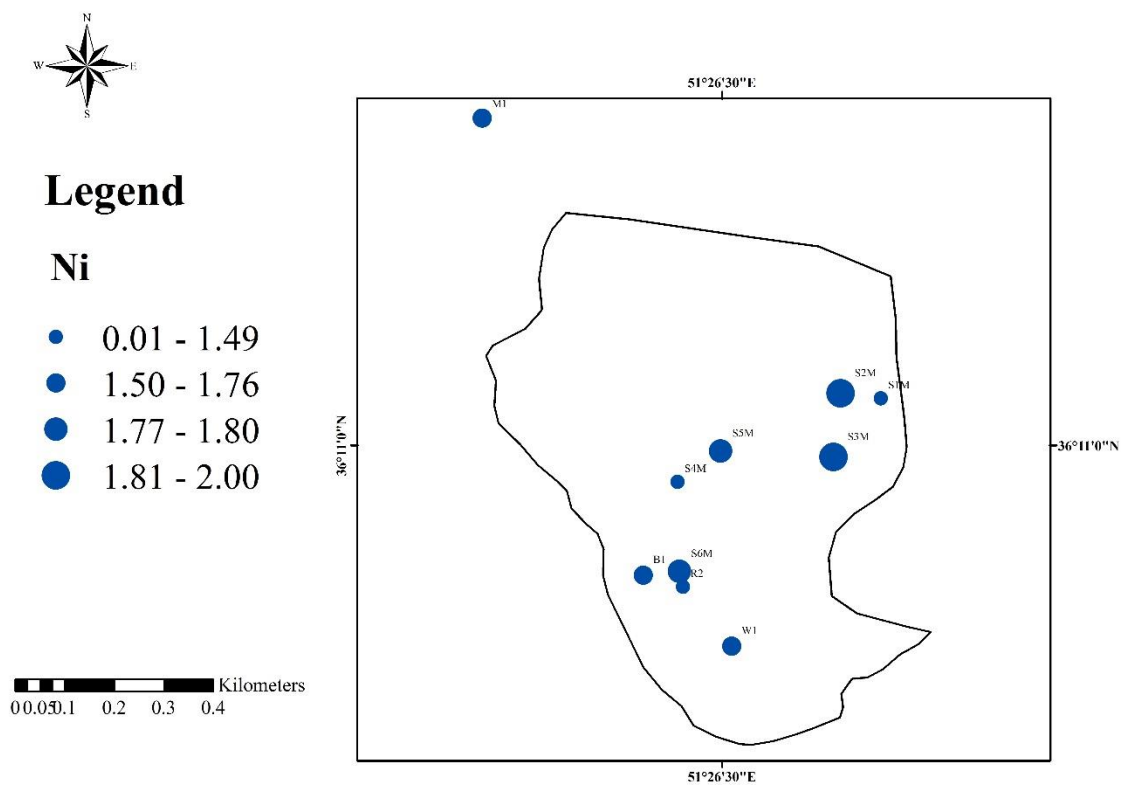 N
W E
S
Legend
Ni
0.01 - 1.49
1.50 - 1.76
1.77 - 1.80
1.81 - 2.00
Kilometers
0 0.05 0.1 0.2 0.3 0.4
51°26'30"E
M1
S2M
S1M
36°11'0"N
36°11'0"N
S5M
S3M
S4M
S6M
B1
R2
W1
51°26'30"E